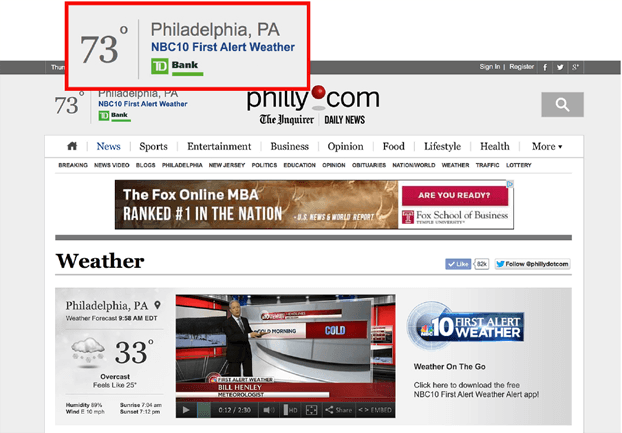 73°
Philadelphia, PA
NBC10 First Alert Weather
TD Bank
Thu
Sign In | Register
73°
Philadelphia, PA
NBC10 First Alert Weather
TD Bank
philly.com
The Inquirer | DAILY NEWS
News Sports Entertainment Business Opinion Food Lifestyle Health More
BREAKING NEWS VIDEO BLOGS PHILADELPHIA NEW JERSEY POLITICS EDUCATION OPINION OBITUARIES NATION/WORLD WEATHER TRAFFIC LOTTERY
The Fox Online MBA
RANKED #1 IN THE NATION - U.S. NEWS & WORLD REPORT
ARE YOU READY?
Fox School of Business
TEMPLE UNIVERSITY
Weather
Like 82k Follow @phillydotcom
Philadelphia, PA
Weather Forecast 9:58 AM EDT
33°
Overcast
Feels Like 25°
Humidity 89% Sunrise 7:04 am
Wind E 10 mph Sunset 7:12 pm
HEADLINES
COLD MORNING COLD
FIRST ALERT WEATHER
BILL HENLEY
METEOROLOGIST
0:12 / 2:30 HD Share <> EMBED
NBC 10 FIRST ALERT
WEATHER
Weather On The Go
Click here to download the free
NBC10 First Alert Weather Alert app!